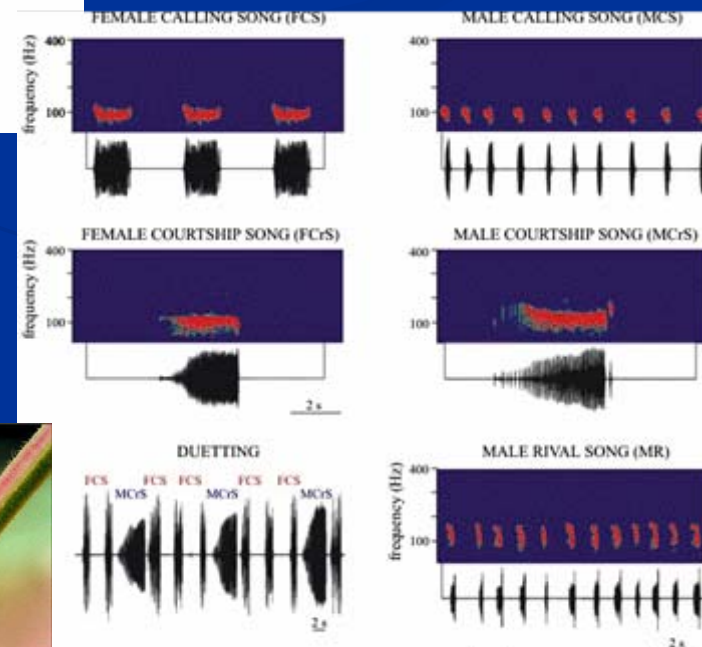 FEMALE CALLING SONG (FCS)
400
100
frequency (Hz)
MALE CALLING SONG (MCS)
400
100
FEMALE COURTSHIP SONG (FCrS)
400
100
frequency (Hz)
2 s
MALE COURTSHIP SONG (MCrS)
400
100
DUETTING
FCS FCS FCS FCS FCS
MCrS MCrS MCrS
2 s
MALE RIVAL SONG (MR)
400
100
frequency (Hz)
2 s